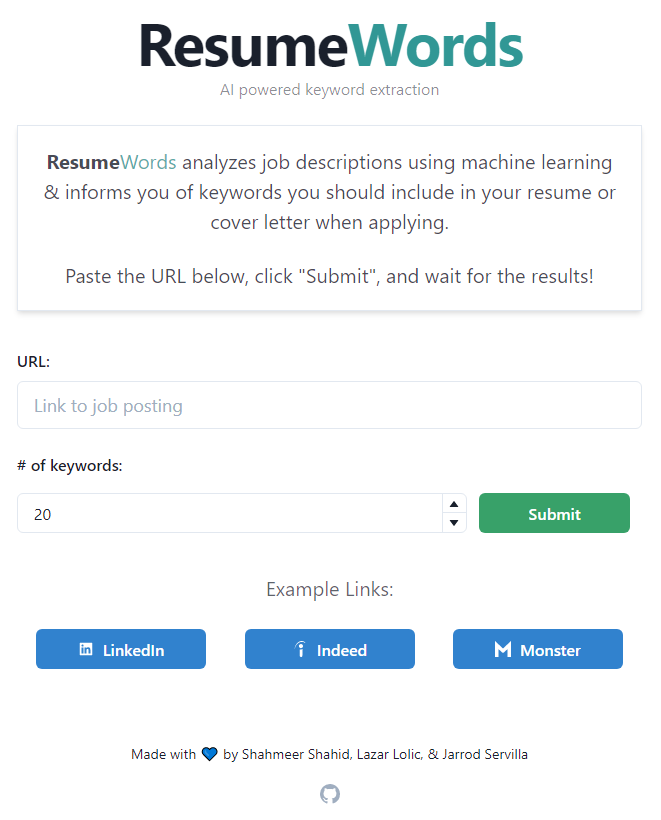 ResumeWords
AI powered keyword extraction
ResumeWords analyzes job descriptions using machine learning
& informs you of keywords you should include in your resume or
cover letter when applying.
Paste the URL below, click "Submit", and wait for the results!
URL:
Link to job posting
# of keywords:
20
Submit
Example Links:
LinkedIn
Indeed
Monster
Made with 💙 by Shahmeer Shahid, Lazar Lolic, & Jarrod Servilla